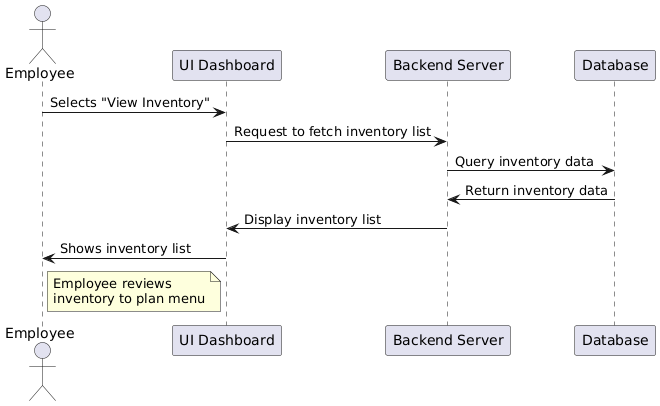 Employee
UI Dashboard
Backend Server
Database
Selects "View Inventory"
Request to fetch inventory list
Query inventory data
Return inventory data
Display inventory list
Shows inventory list
Employee reviews
inventory to plan menu
Employee
UI Dashboard
Backend Server
Database